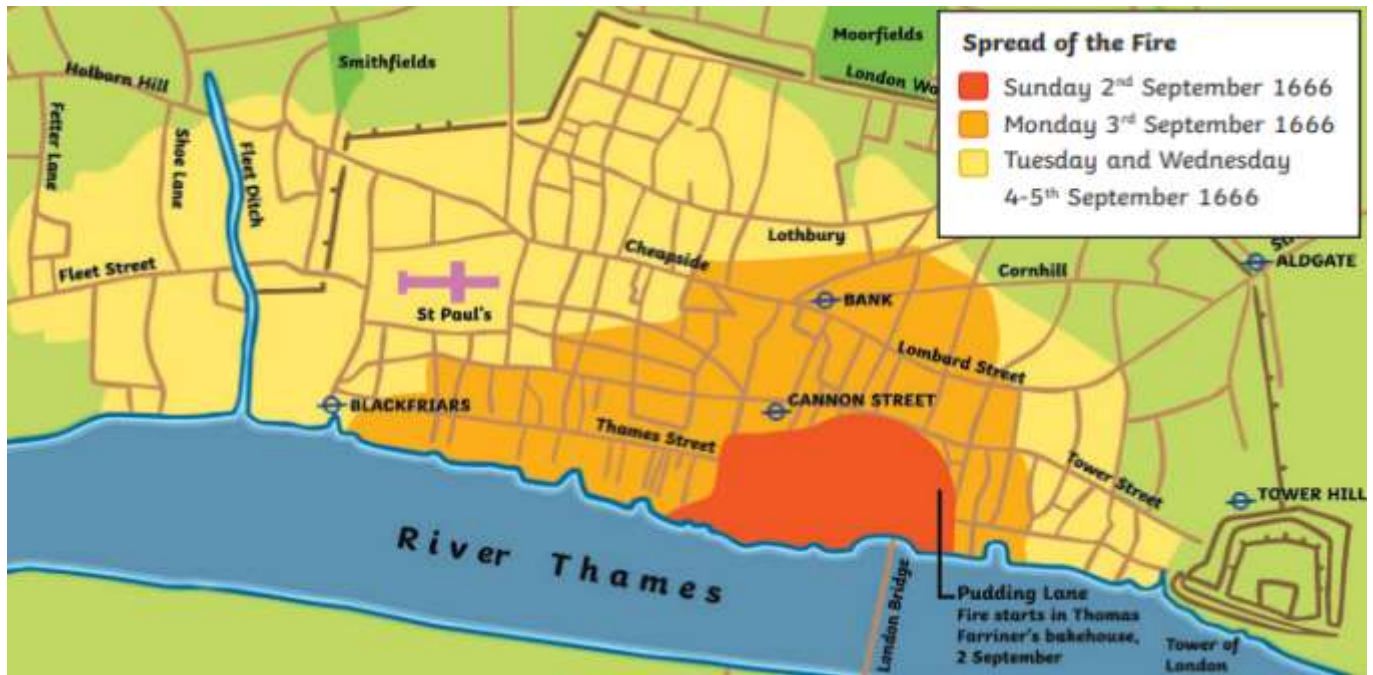 Spread of the Fire
Sunday 2nd September 1666
Monday 3rd September 1666
Tuesday and Wednesday
4-5th September 1666
Moorfields
Smithfields
London Wa
Holborn Hill
Fetter Lane
Shoe Lane
Fleet Ditch
Fleet Street
Lothbury
Cheapside
Cornhill
ALDGATE
St Paul's
BANK
Lombard Street
CANNON STREET
BLACKFRIARS
Thames Street
Tower Street
TOWER HILL
River Thames
London Bridge
Pudding Lane
Fire starts in Thomas
Farriner's bakehouse,
2 September
Tower of
London